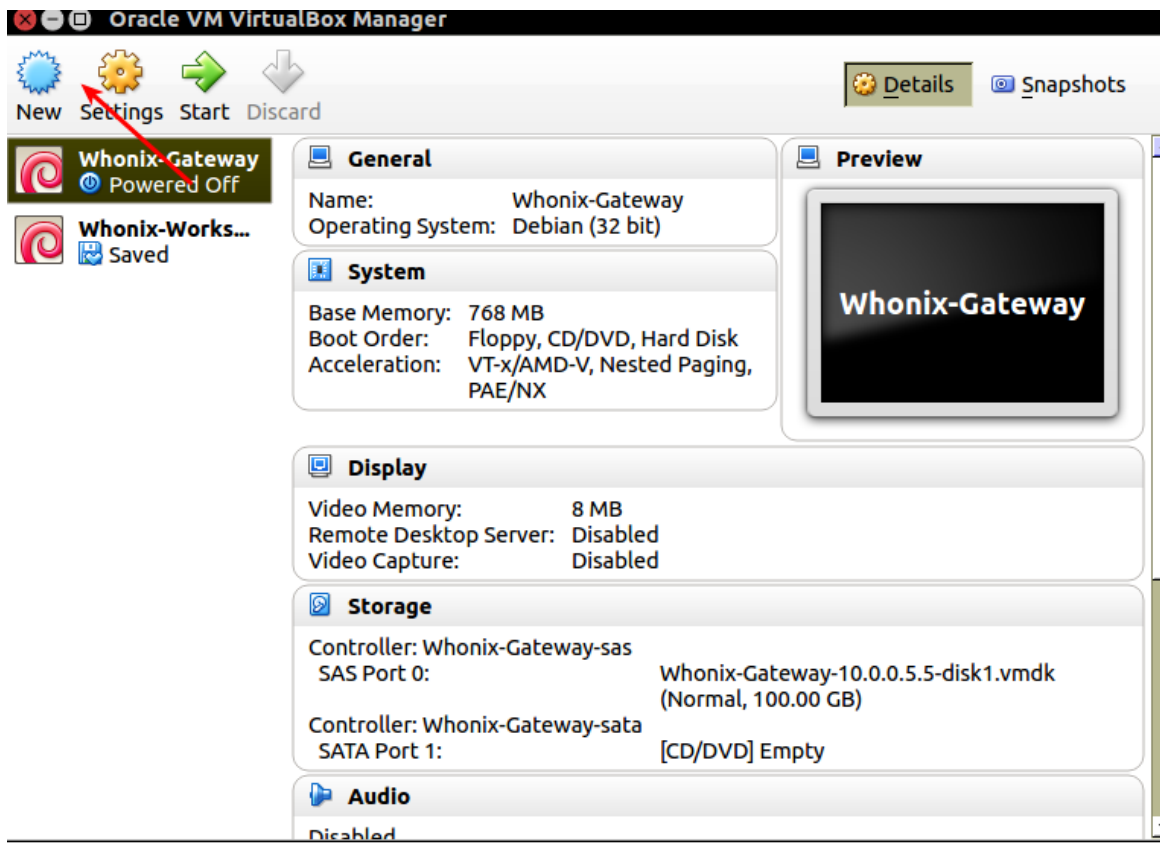 Oracle VM VirtualBox Manager
New Settings Start Discard
Details Snapshots
Whonix-Gateway
Powered Off
Whonix-Works...
Saved
General
Name: Whonix-Gateway
Operating System: Debian (32 bit)
System
Base Memory: 768 MB
Boot Order: Floppy, CD/DVD, Hard Disk
Acceleration: VT-x/AMD-V, Nested Paging,
PAE/NX
Preview
Whonix-Gateway
Display
Video Memory: 8 MB
Remote Desktop Server: Disabled
Video Capture: Disabled
Storage
Controller: Whonix-Gateway-sas
SAS Port 0: Whonix-Gateway-10.0.0.5.5-disk1.vmdk
(Normal, 100.00 GB)
Controller: Whonix-Gateway-sata
SATA Port 1: [CD/DVD] Empty
Audio
Disabled